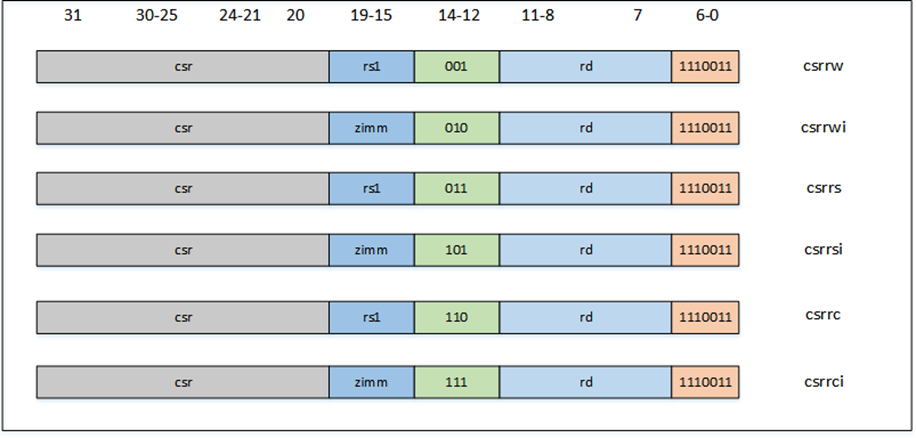 31 30-25 24-21 20 19-15 14-12 11-8 7 6-0
csr rs1 001 rd 1110011 csrrw
csr zimm 010 rd 1110011 csrrwi
csr rs1 011 rd 1110011 csrrs
csr zimm 101 rd 1110011 csrrsi
csr rs1 110 rd 1110011 csrrc
csr zimm 111 rd 1110011 csrrci